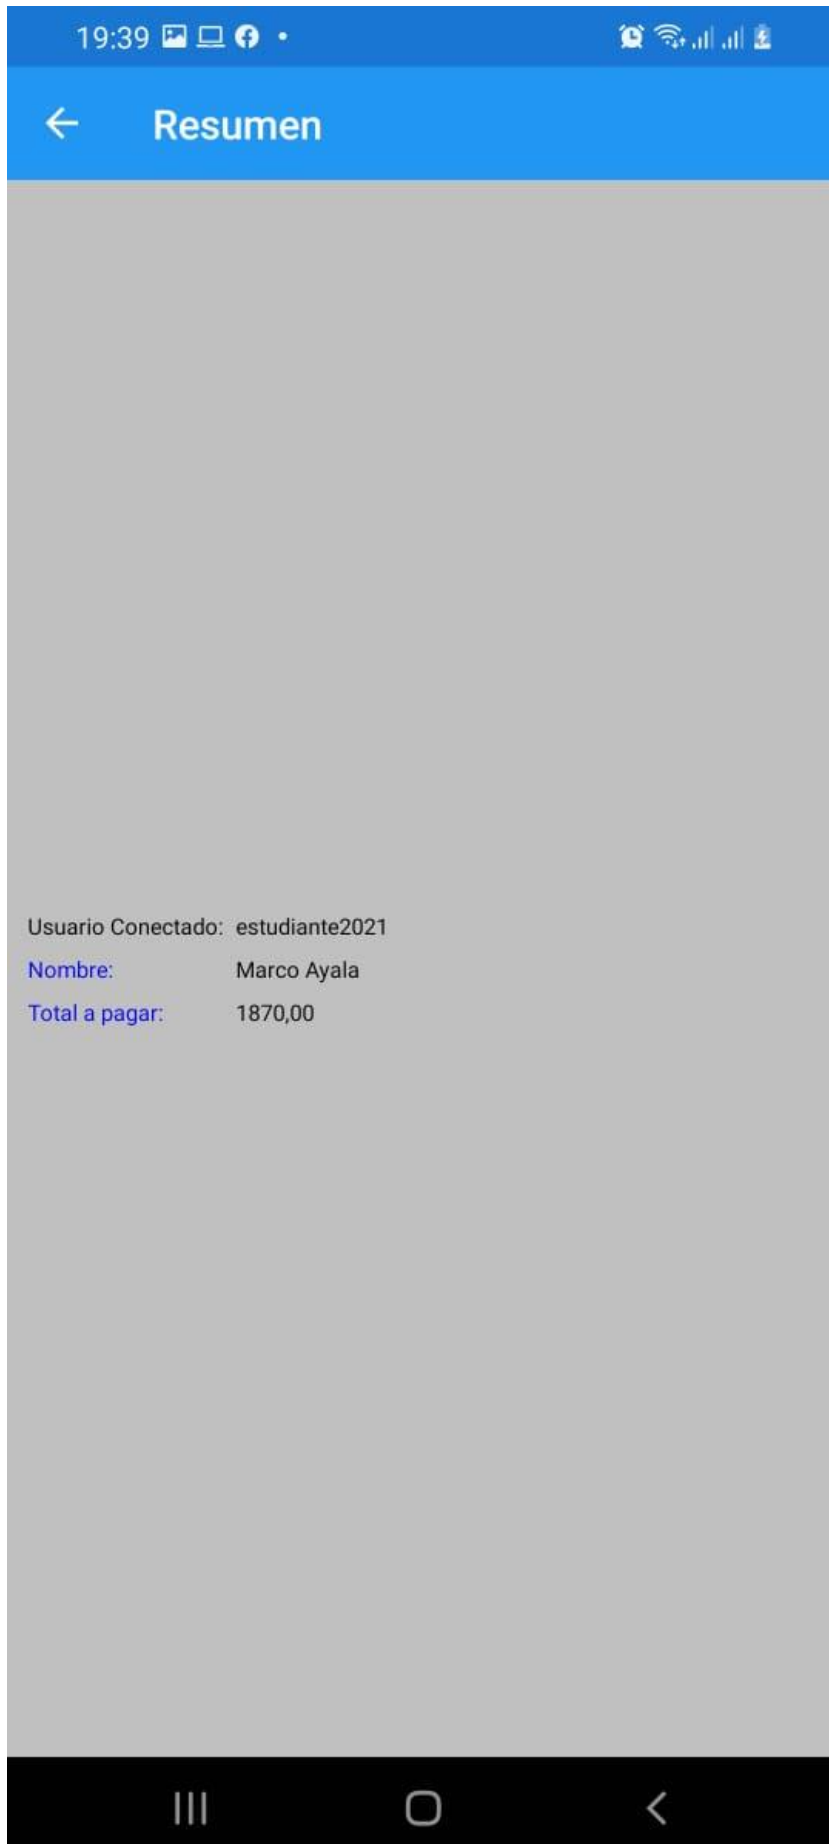 19:39
Resumen
Usuario Conectado: estudiante2021
Nombre: Marco Ayala
Total a pagar: 1870,00